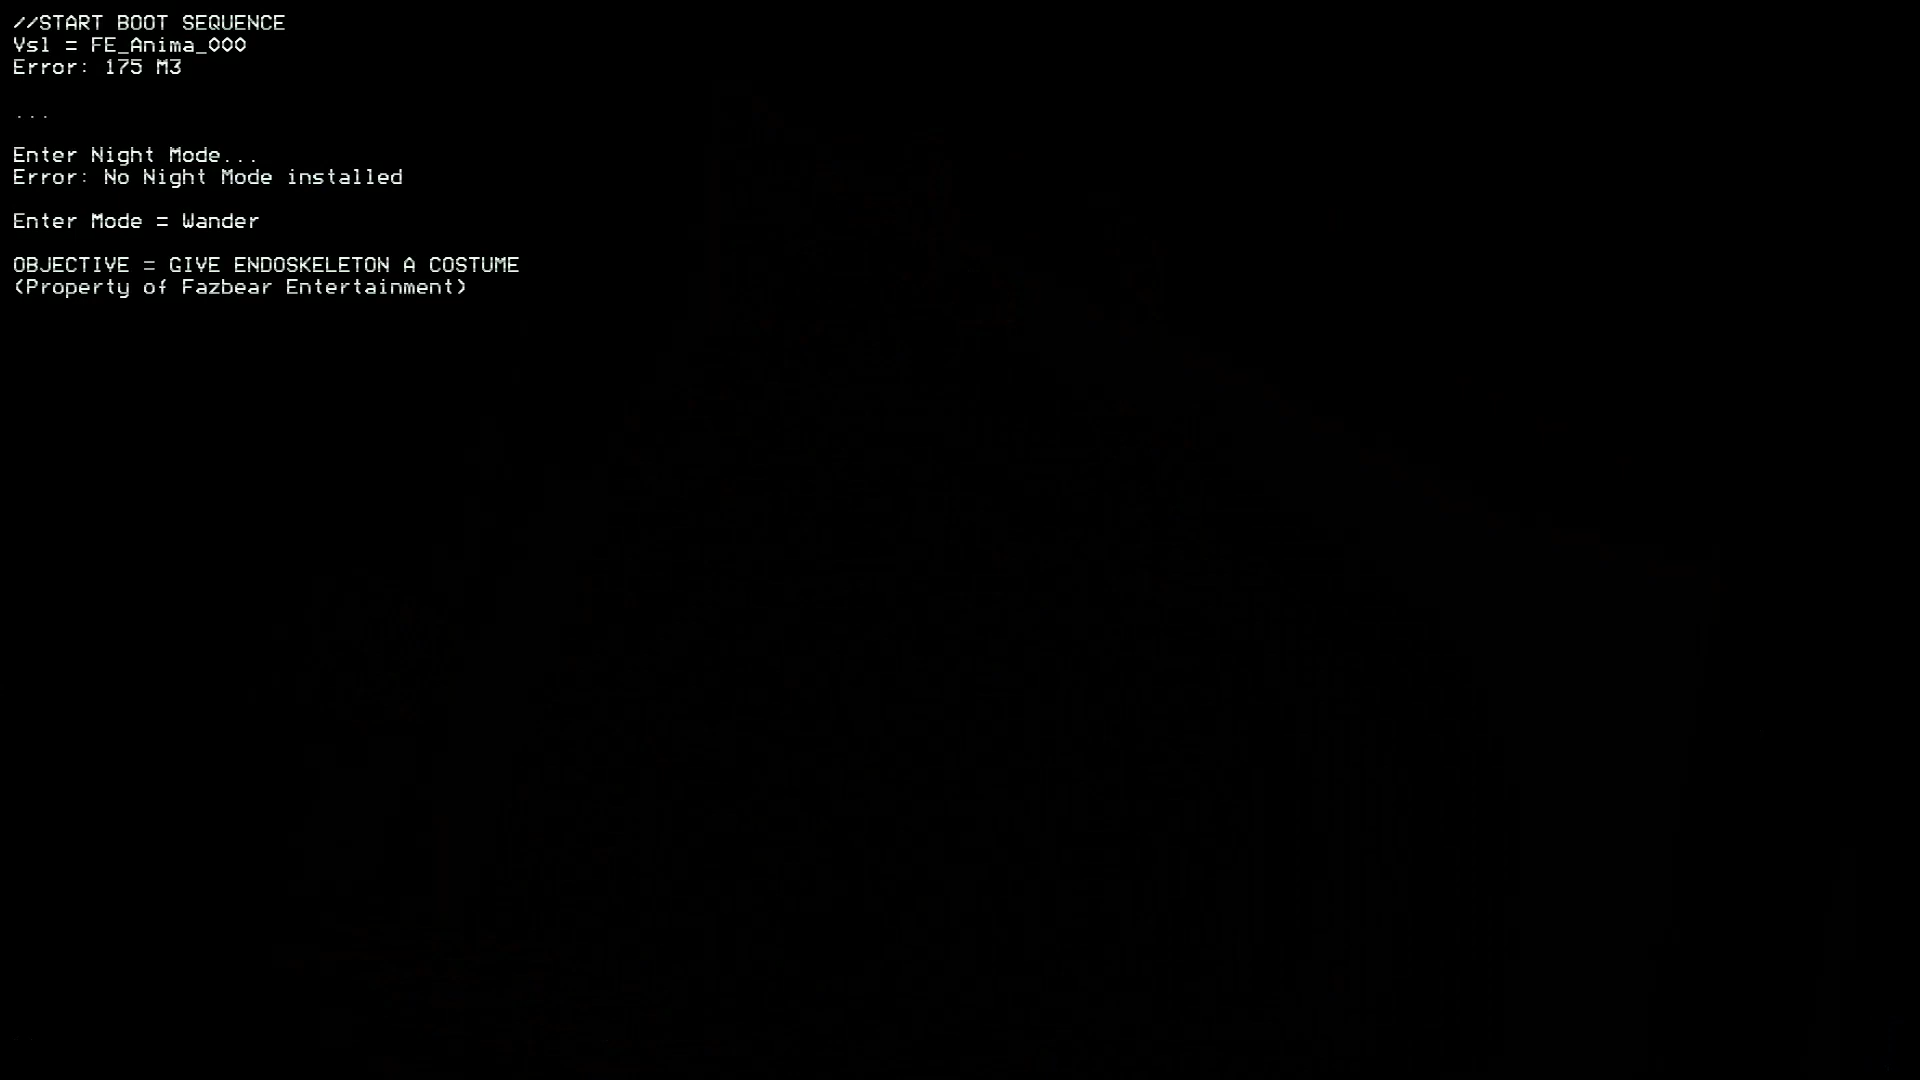 //START BOOT SEQUENCE
Vsl = FE_Anima_000
Error: 175 M3
...
Enter Night Mode...
Error: No Night Mode installed
Enter Mode = Wander
OBJECTIVE = GIVE ENDOSKELETON A COSTUME
(Property of Fazbear Entertainment)